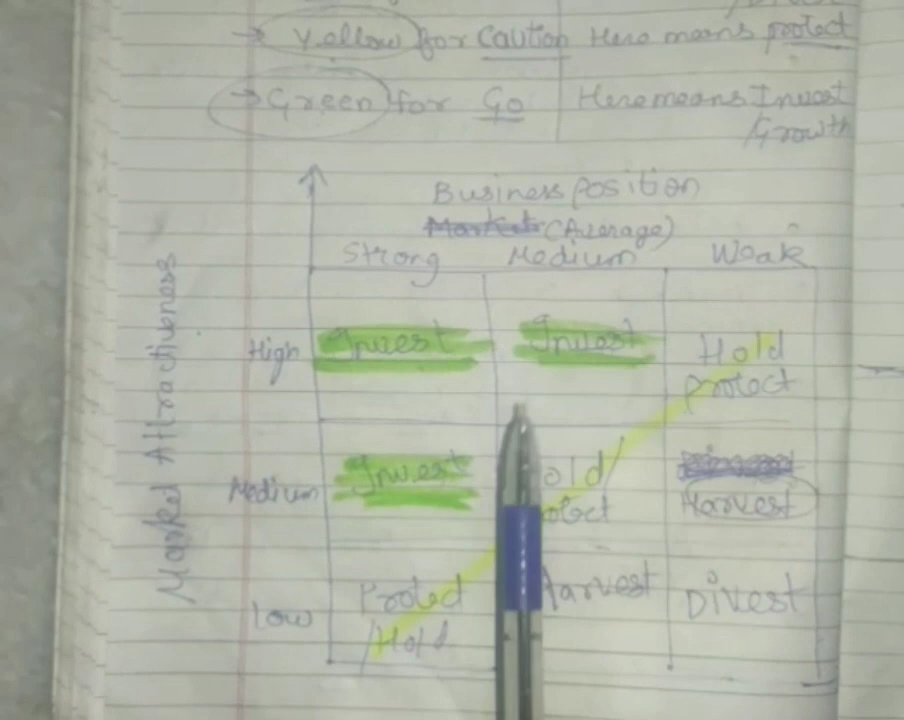 → Yellow for Caution Here means protect
→ Green for Go Here means Invest
/Growth
Business position
(Average)
Strong Medium Weak
Market Attractiveness
High Invest Invest Hold
protect
Medium Invest old/ Harvest
otect
Low Protect Harvest Divest
/Hold